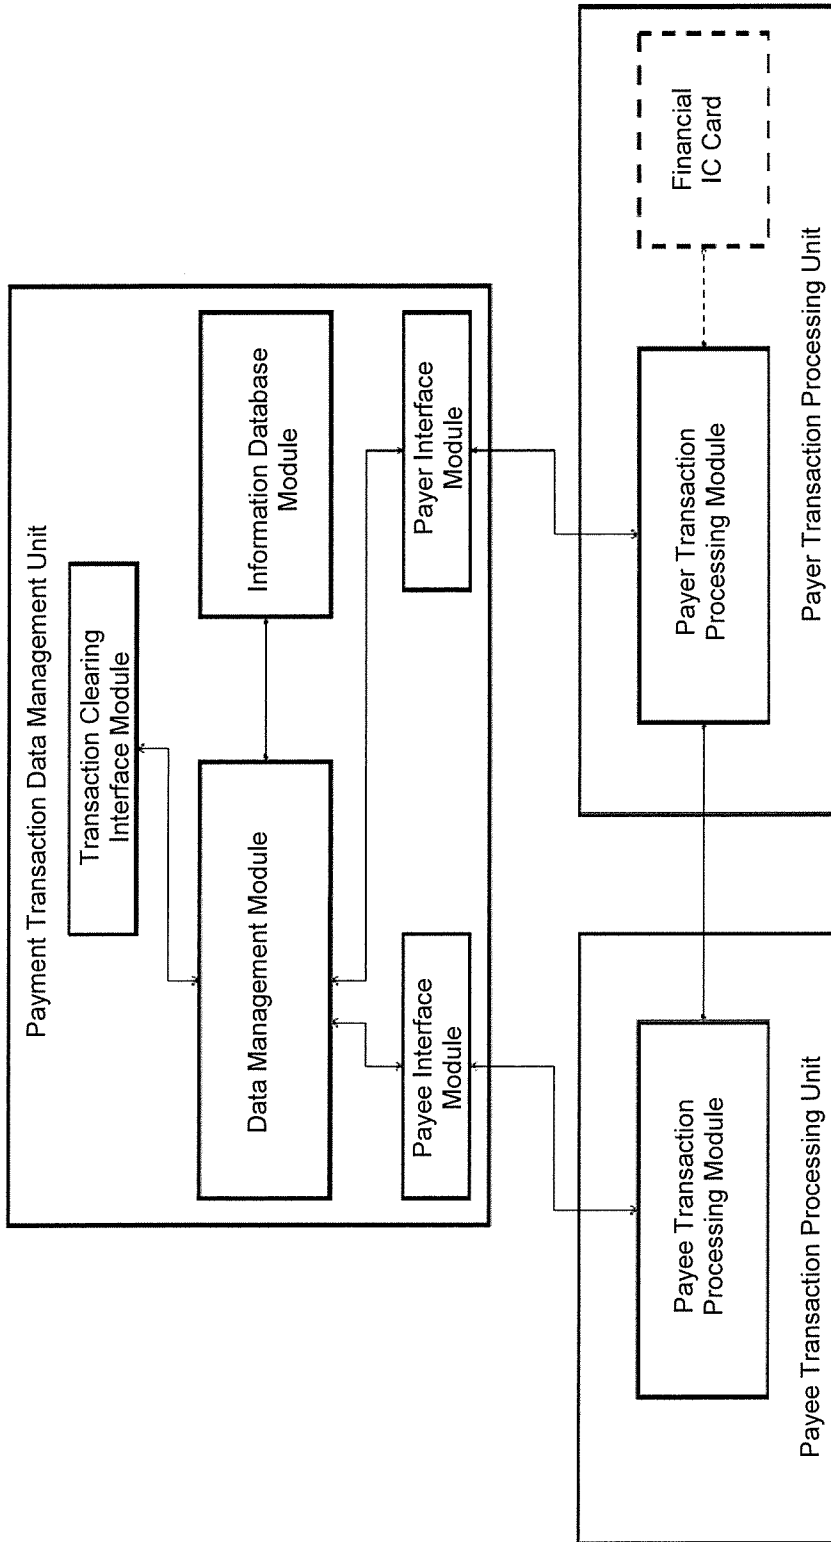 Payment Transaction Data Management Unit
Transaction Clearing
Interface Module
Data Management Module
Information Database
Module
Payee Interface
Module
Payer Interface
Module
Payee Transaction
Processing Module
Payee Transaction Processing Unit
Payer Transaction
Processing Module
Financial
IC Card
Payer Transaction Processing Unit